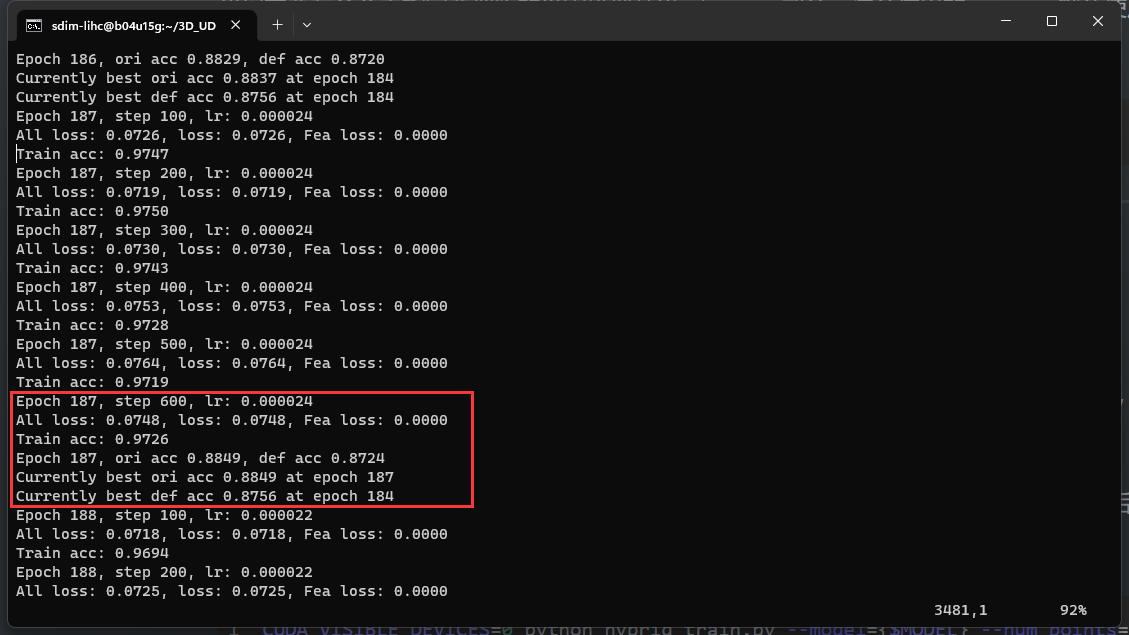 sdim-lihc@b04u15g:~/3D_UD
Epoch 186, ori acc 0.8829, def acc 0.8720
Currently best ori acc 0.8837 at epoch 184
Currently best def acc 0.8756 at epoch 184
Epoch 187, step 100, lr: 0.000024
All loss: 0.0726, loss: 0.0726, Fea loss: 0.0000
Train acc: 0.9747
Epoch 187, step 200, lr: 0.000024
All loss: 0.0719, loss: 0.0719, Fea loss: 0.0000
Train acc: 0.9750
Epoch 187, step 300, lr: 0.000024
All loss: 0.0730, loss: 0.0730, Fea loss: 0.0000
Train acc: 0.9743
Epoch 187, step 400, lr: 0.000024
All loss: 0.0753, loss: 0.0753, Fea loss: 0.0000
Train acc: 0.9728
Epoch 187, step 500, lr: 0.000024
All loss: 0.0764, loss: 0.0764, Fea loss: 0.0000
Train acc: 0.9719
Epoch 187, step 600, lr: 0.000024
All loss: 0.0748, loss: 0.0748, Fea loss: 0.0000
Train acc: 0.9726
Epoch 187, ori acc 0.8849, def acc 0.8724
Currently best ori acc 0.8849 at epoch 187
Currently best def acc 0.8756 at epoch 184
Epoch 188, step 100, lr: 0.000022
All loss: 0.0718, loss: 0.0718, Fea loss: 0.0000
Train acc: 0.9694
Epoch 188, step 200, lr: 0.000022
All loss: 0.0725, loss: 0.0725, Fea loss: 0.0000
3481,1 92%
1 CUDA_VISIBLE_DEVICES=0 python hybrid_train.py --model={$MODEL} --num_points=